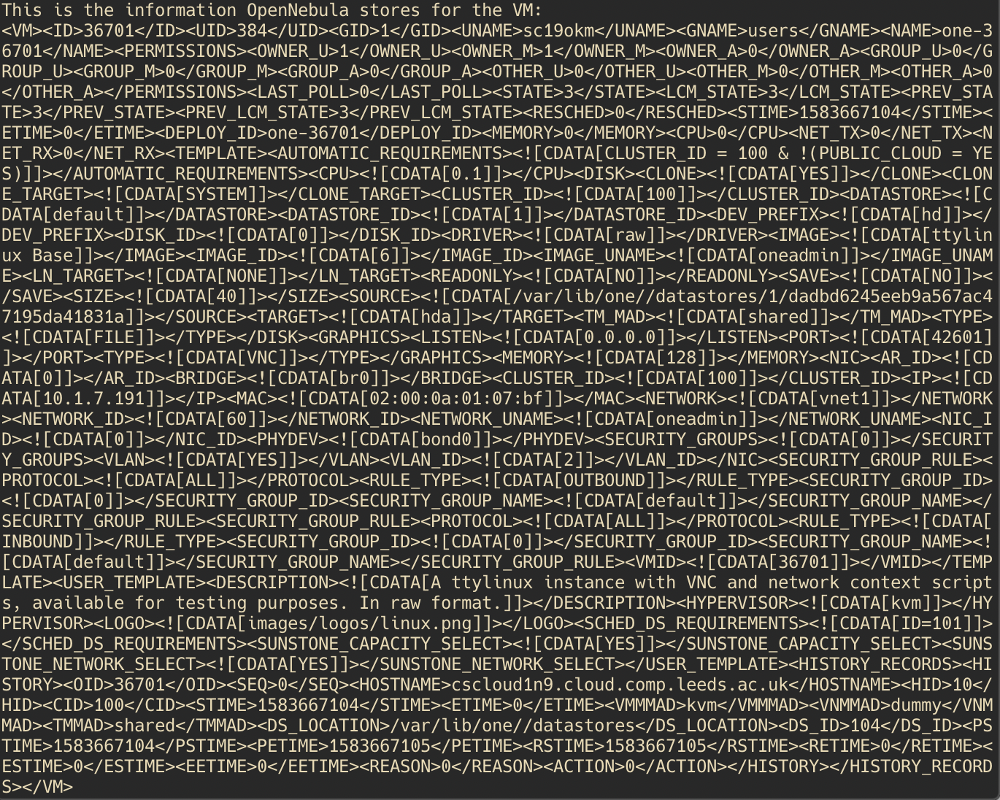 This is the information OpenNebula stores for the VM:
<VM><ID>36701</ID><UID>384</UID><GID>1</GID><UNAME>sc19okm</UNAME><GNAME>users</GNAME><NAME>one-3
6701</NAME><PERMISSIONS><OWNER_U>1</OWNER_U><OWNER_M>1</OWNER_M><OWNER_A>0</OWNER_A><GROUP_U>0</G
ROUP_U><GROUP_M>0</GROUP_M><GROUP_A>0</GROUP_A><OTHER_U>0</OTHER_U><OTHER_M>0</OTHER_M><OTHER_A>0
</OTHER_A></PERMISSIONS><LAST_POLL>0</LAST_POLL><STATE>3</STATE><LCM_STATE>3</LCM_STATE><PREV_STA
TE>3</PREV_STATE><PREV_LCM_STATE>3</PREV_LCM_STATE><RESCHED>0</RESCHED><STIME>1583667104</STIME><
ETIME>0</ETIME><DEPLOY_ID>one-36701</DEPLOY_ID><MEMORY>0</MEMORY><CPU>0</CPU><NET_TX>0</NET_TX><N
ET_RX>0</NET_RX><TEMPLATE><AUTOMATIC_REQUIREMENTS><![CDATA[CLUSTER_ID = 100 & !(PUBLIC_CLOUD = YE
S)]]></AUTOMATIC_REQUIREMENTS><CPU><![CDATA[0.1]]></CPU><DISK><CLONE><![CDATA[YES]]></CLONE><CLON
E_TARGET><![CDATA[SYSTEM]]></CLONE_TARGET><CLUSTER_ID><![CDATA[100]]></CLUSTER_ID><DATASTORE><![C
DATA[default]]></DATASTORE><DATASTORE_ID><![CDATA[1]]></DATASTORE_ID><DEV_PREFIX><![CDATA[hd]]></
DEV_PREFIX><DISK_ID><![CDATA[0]]></DISK_ID><DRIVER><![CDATA[raw]]></DRIVER><IMAGE><![CDATA[ttylin
ux Base]]></IMAGE><IMAGE_ID><![CDATA[6]]></IMAGE_ID><IMAGE_UNAME><![CDATA[oneadmin]]></IMAGE_UNAM
E><LN_TARGET><![CDATA[NONE]]></LN_TARGET><READONLY><![CDATA[NO]]></READONLY><SAVE><![CDATA[NO]]><
/SAVE><SIZE><![CDATA[40]]></SIZE><SOURCE><![CDATA[/var/lib/one//datastores/1/dadbd6245eeb9a567ac4
7195da41831a]]></SOURCE><TARGET><![CDATA[hda]]></TARGET><TM_MAD><![CDATA[shared]]></TM_MAD><TYPE>
<![CDATA[FILE]]></TYPE></DISK><GRAPHICS><LISTEN><![CDATA[0.0.0.0]]></LISTEN><PORT><![CDATA[42601]
]></PORT><TYPE><![CDATA[VNC]]></TYPE></GRAPHICS><MEMORY><![CDATA[128]]></MEMORY><NIC><AR_ID><![CD
ATA[0]]></AR_ID><BRIDGE><![CDATA[br0]]></BRIDGE><CLUSTER_ID><![CDATA[100]]></CLUSTER_ID><IP><![CD
ATA[10.1.7.191]]></IP><MAC><![CDATA[02:00:0a:01:07:bf]]></MAC><NETWORK><![CDATA[vnet1]]></NETWORK
><NETWORK_ID><![CDATA[60]]></NETWORK_ID><NETWORK_UNAME><![CDATA[oneadmin]]></NETWORK_UNAME><NIC_I
D><![CDATA[0]]></NIC_ID><PHYDEV><![CDATA[bond0]]></PHYDEV><SECURITY_GROUPS><![CDATA[0]]></SECURIT
Y_GROUPS><VLAN><![CDATA[YES]]></VLAN><VLAN_ID><![CDATA[2]]></VLAN_ID></NIC><SECURITY_GROUP_RULE><
PROTOCOL><![CDATA[ALL]]></PROTOCOL><RULE_TYPE><![CDATA[OUTBOUND]]></RULE_TYPE><SECURITY_GROUP_ID>
<![CDATA[0]]></SECURITY_GROUP_ID><SECURITY_GROUP_NAME><![CDATA[default]]></SECURITY_GROUP_NAME></
SECURITY_GROUP_RULE><SECURITY_GROUP_RULE><PROTOCOL><![CDATA[ALL]]></PROTOCOL><RULE_TYPE><![CDATA[
INBOUND]]></RULE_TYPE><SECURITY_GROUP_ID><![CDATA[0]]></SECURITY_GROUP_ID><SECURITY_GROUP_NAME><!
[CDATA[default]]></SECURITY_GROUP_NAME></SECURITY_GROUP_RULE><VMID><![CDATA[36701]]></VMID></TEMP
LATE><USER_TEMPLATE><DESCRIPTION><![CDATA[A ttylinux instance with VNC and network context script
s, available for testing purposes. In raw format.]]></DESCRIPTION><HYPERVISOR><![CDATA[kvm]]></HY
PERVISOR><LOGO><![CDATA[images/logos/linux.png]]></LOGO><SCHED_DS_REQUIREMENTS><![CDATA[ID=101]]>
</SCHED_DS_REQUIREMENTS><SUNSTONE_CAPACITY_SELECT><![CDATA[YES]]></SUNSTONE_CAPACITY_SELECT><SUNS
TONE_NETWORK_SELECT><![CDATA[YES]]></SUNSTONE_NETWORK_SELECT></USER_TEMPLATE><HISTORY_RECORDS><HI
STORY><OID>36701</OID><SEQ>0</SEQ><HOSTNAME>cscloud1n9.cloud.comp.leeds.ac.uk</HOSTNAME><HID>10</
HID><CID>100</CID><STIME>1583667104</STIME><ETIME>0</ETIME><VMMMAD>kvm</VMMMAD><VNMMAD>dummy</VNM
MAD><TMMAD>shared</TMMAD><DS_LOCATION>/var/lib/one//datastores</DS_LOCATION><DS_ID>104</DS_ID><PS
TIME>1583667104</PSTIME><PETIME>1583667105</PETIME><RSTIME>1583667105</RSTIME><RETIME>0</RETIME><
ESTIME>0</ESTIME><EETIME>0</EETIME><REASON>0</REASON><ACTION>0</ACTION></HISTORY></HISTORY_RECORD
S></VM>